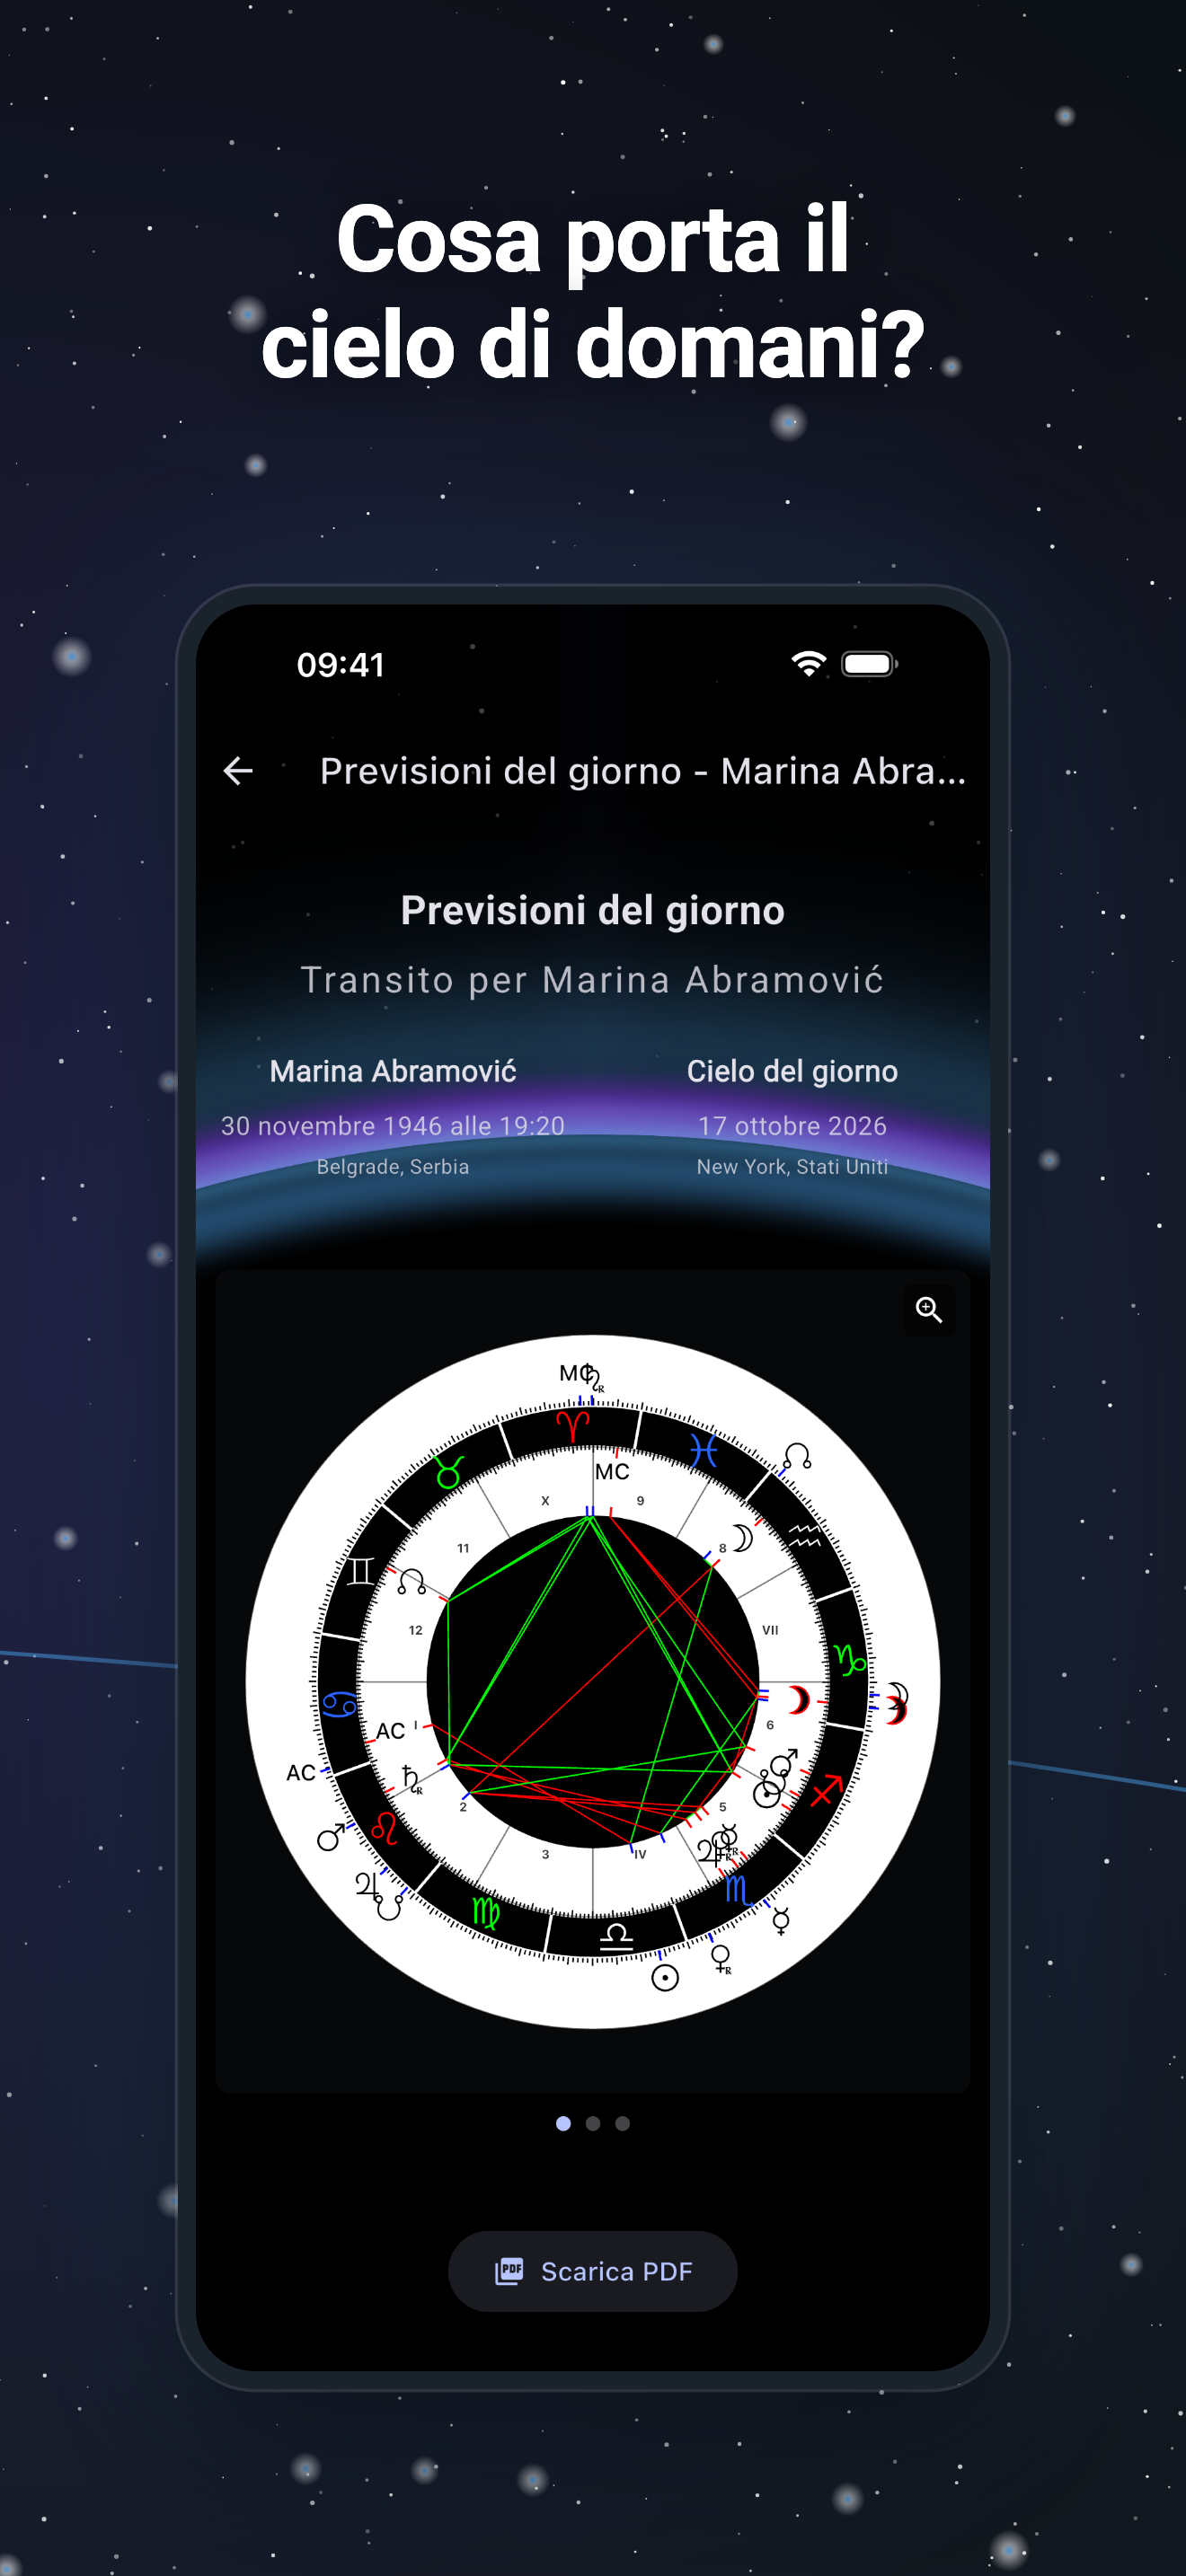 Cosa porta il
cielo di domani?
09:41
Previsioni del giorno - Marina Abra...
Previsioni del giorno
Transito per Marina Abramović
Marina Abramović
Cielo del giorno
30 novembre 1946 alle 19:20
17 ottobre 2026
Belgrade, Serbia
New York, Stati Uniti
MC
MC
X
9
11
8
12
VII
AC
I
6
AC
2
5
3
IV
PDF
Scarica PDF